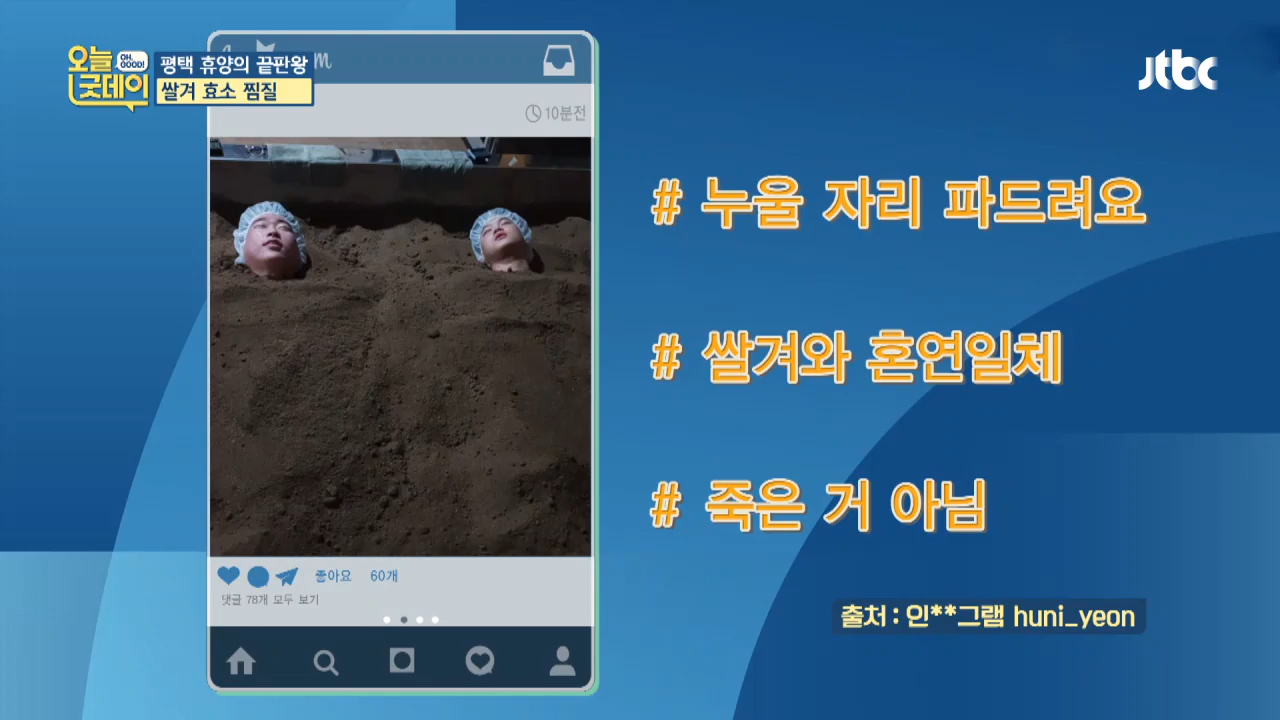 오늘
OH, GOOD!
굿데이
평택 휴양의 끝판왕
쌀겨 효소 찜질
jtbc
10분전
# 누울 자리 파드려요
# 쌀겨와 혼연일체
# 죽은 거 아님
좋아요 60개
댓글 78개 모두 보기
출처 : 인**그램 huni_yeon